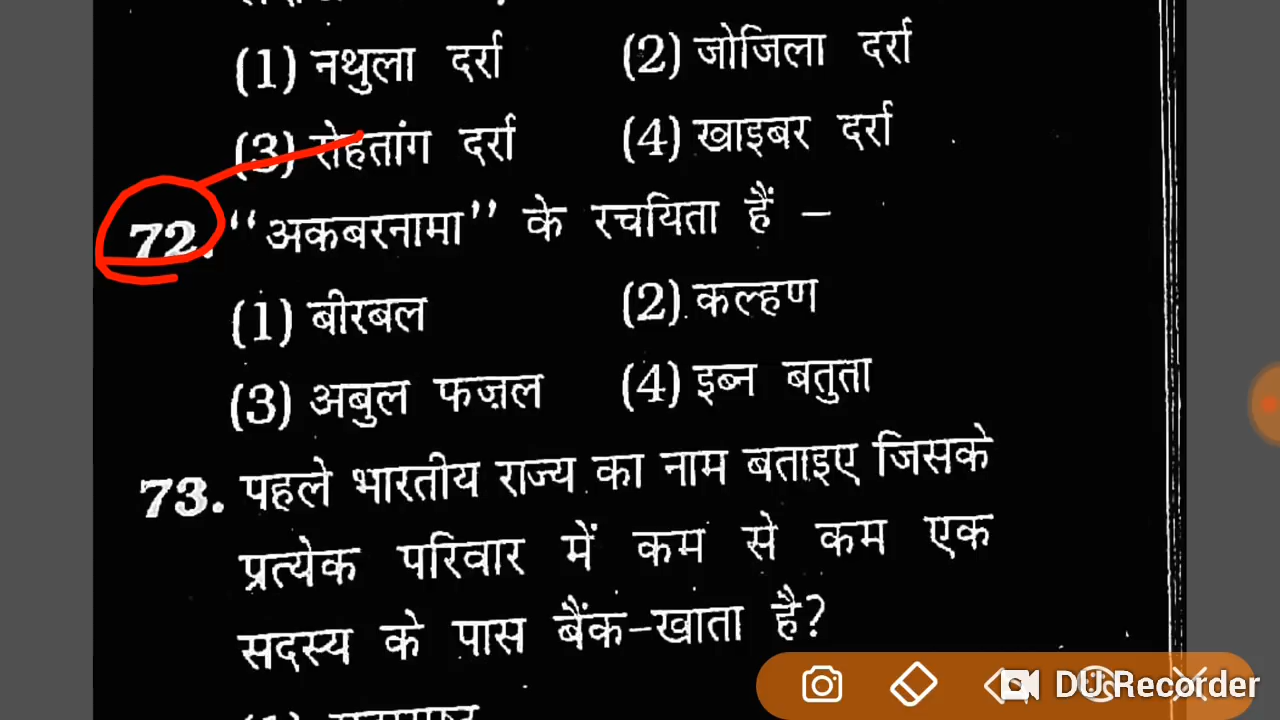 (1) नथुला दर्रा (2) जोजिला दर्रा
(3) रोहतांग दर्रा (4) खाइबर दर्रा
72. “अकबरनामा” के रचयिता हैं –
(1) बीरबल (2) कल्हण
(3) अबुल फज़ल (4) इब्न बतुता
73. पहले भारतीय राज्य का नाम बताइए जिसके
प्रत्येक परिवार में कम से कम एक
सदस्य के पास बैंक-खाता है?
DU Recorder